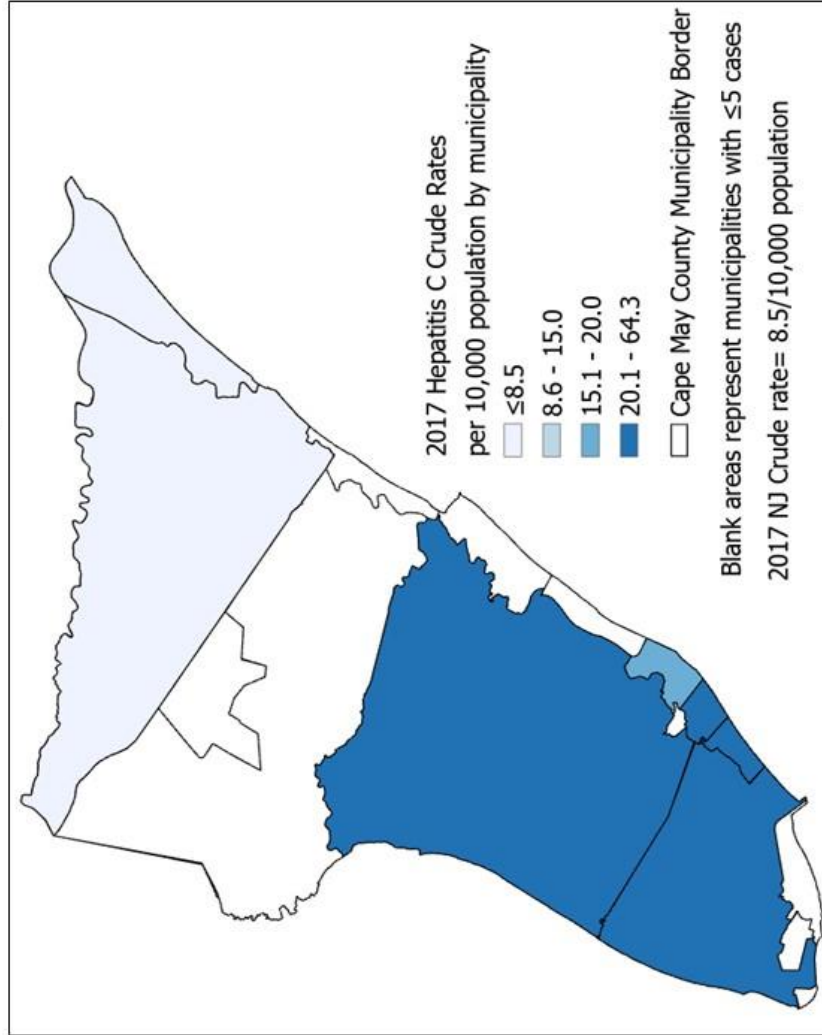 2017 Hepatitis C Crude Rates
per 10,000 population by municipality
≤8.5
8.6 - 15.0
15.1 - 20.0
20.1 - 64.3
Cape May County Municipality Border
Blank areas represent municipalities with ≤5 cases
2017 NJ Crude rate= 8.5/10,000 population